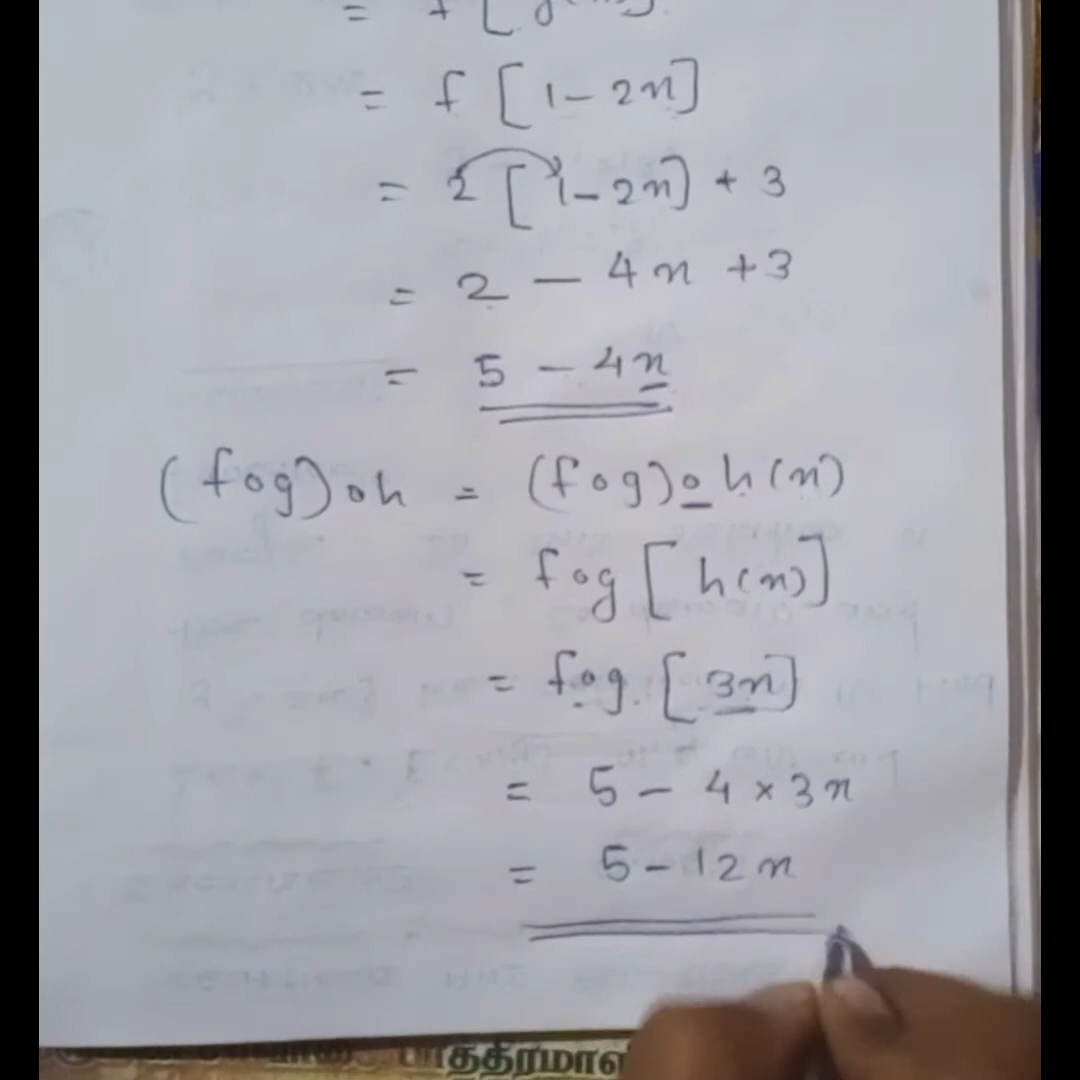 = f [
= f [1 - 2x]
= 2 [1 - 2x] + 3
= 2 - 4x + 3
= 5 - 4x
(fog)oh = (fog)oh(x)
= fog [h(x)]
= fog [3x]
= 5 - 4 × 3x
= 5 - 12x